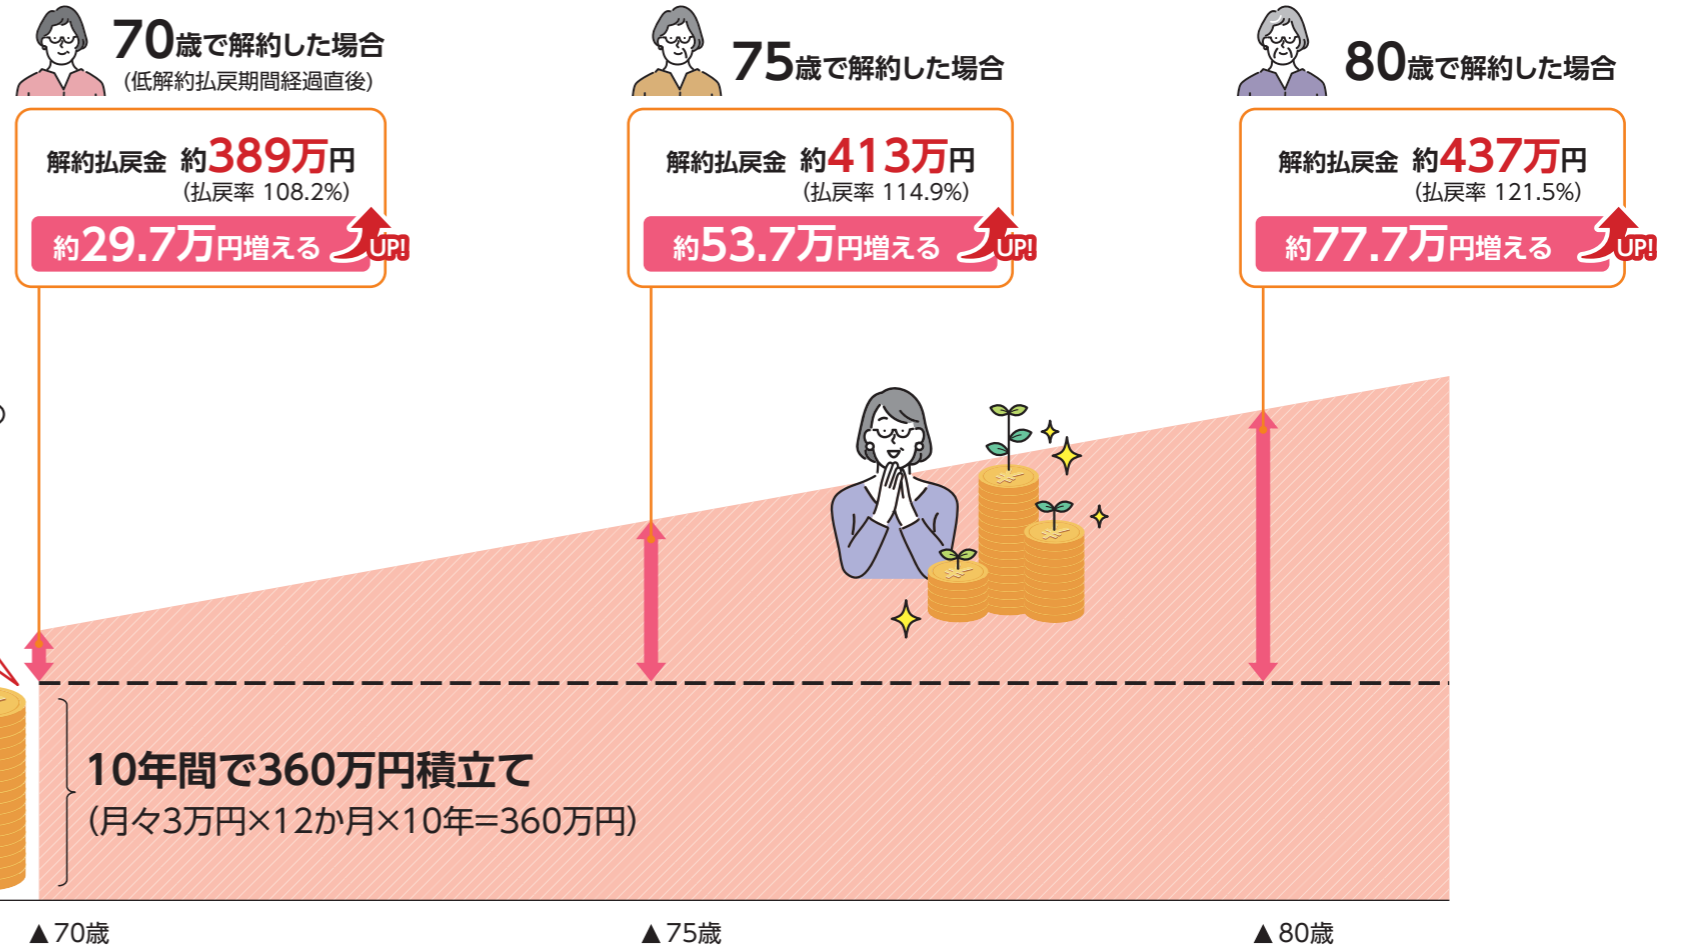 70歳で解約した場合
(低解約払戻期間経過直後)
解約払戻金 約389万円
(払戻率 108.2%)
約29.7万円増える UP!
75歳で解約した場合
解約払戻金 約413万円
(払戻率 114.9%)
約53.7万円増える UP!
80歳で解約した場合
解約払戻金 約437万円
(払戻率 121.5%)
約77.7万円増える UP!
10年間で360万円積立て
(月々3万円×12か月×10年=360万円)
▲70歳
▲75歳
▲80歳